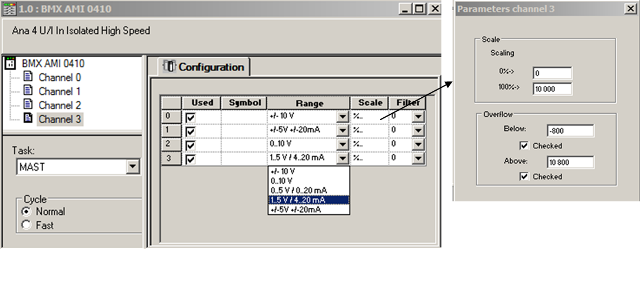 1.0 : BMX AMI 0410
Ana 4 U/I In Isolated High Speed
BMX AMI 0410
Channel 0
Channel 1
Channel 2
Channel 3
Task:
MAST
Cycle
Normal
Fast
Configuration
Used Symbol Range Scale Filter
0 +/- 10 V %.. 0
1 +/-5V +/-20mA %.. 0
2 0..10 V %.. 0
3 1.5 V / 4..20 mA %.. 0
+/- 10 V
0..10 V
0..5 V / 0..20 mA
1..5 V / 4..20 mA
+/-5V +/-20mA
Parameters channel 3
Scale
Scaling
0%-> 0
100%-> 10 000
Overflow
Below: -800
Checked
Above: 10 800
Checked